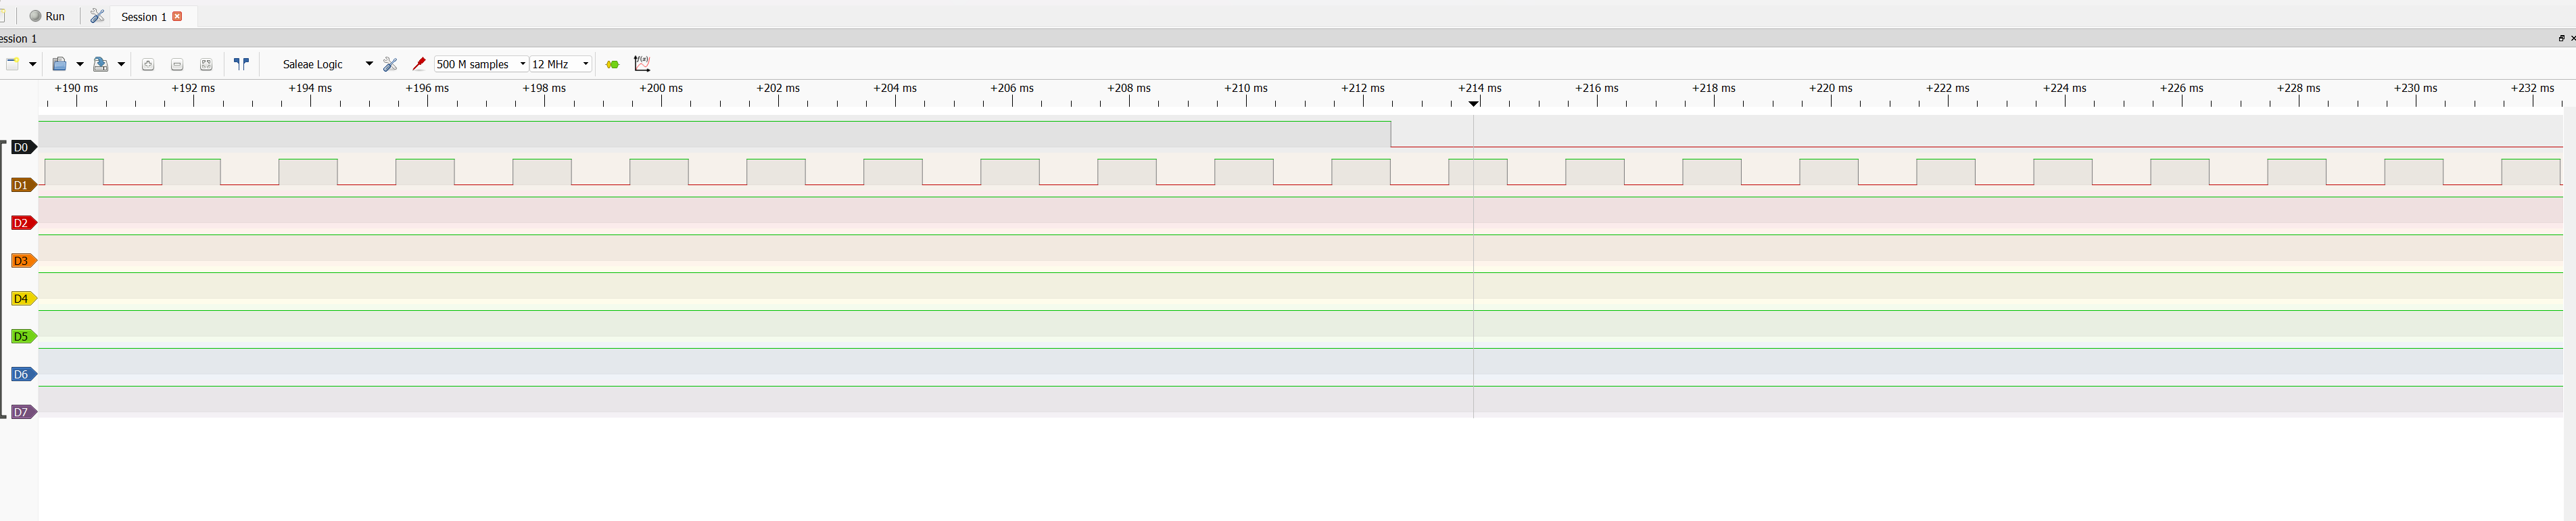 Run Session 1
ession 1
Saleae Logic 500 M samples 12 MHz f(x)
+190 ms +192 ms +194 ms +196 ms +198 ms +200 ms +202 ms +204 ms +206 ms +208 ms +210 ms +212 ms +214 ms +216 ms +218 ms +220 ms +222 ms +224 ms +226 ms +228 ms +230 ms +232 ms
D0
D1
D2
D3
D4
D5
D6
D7